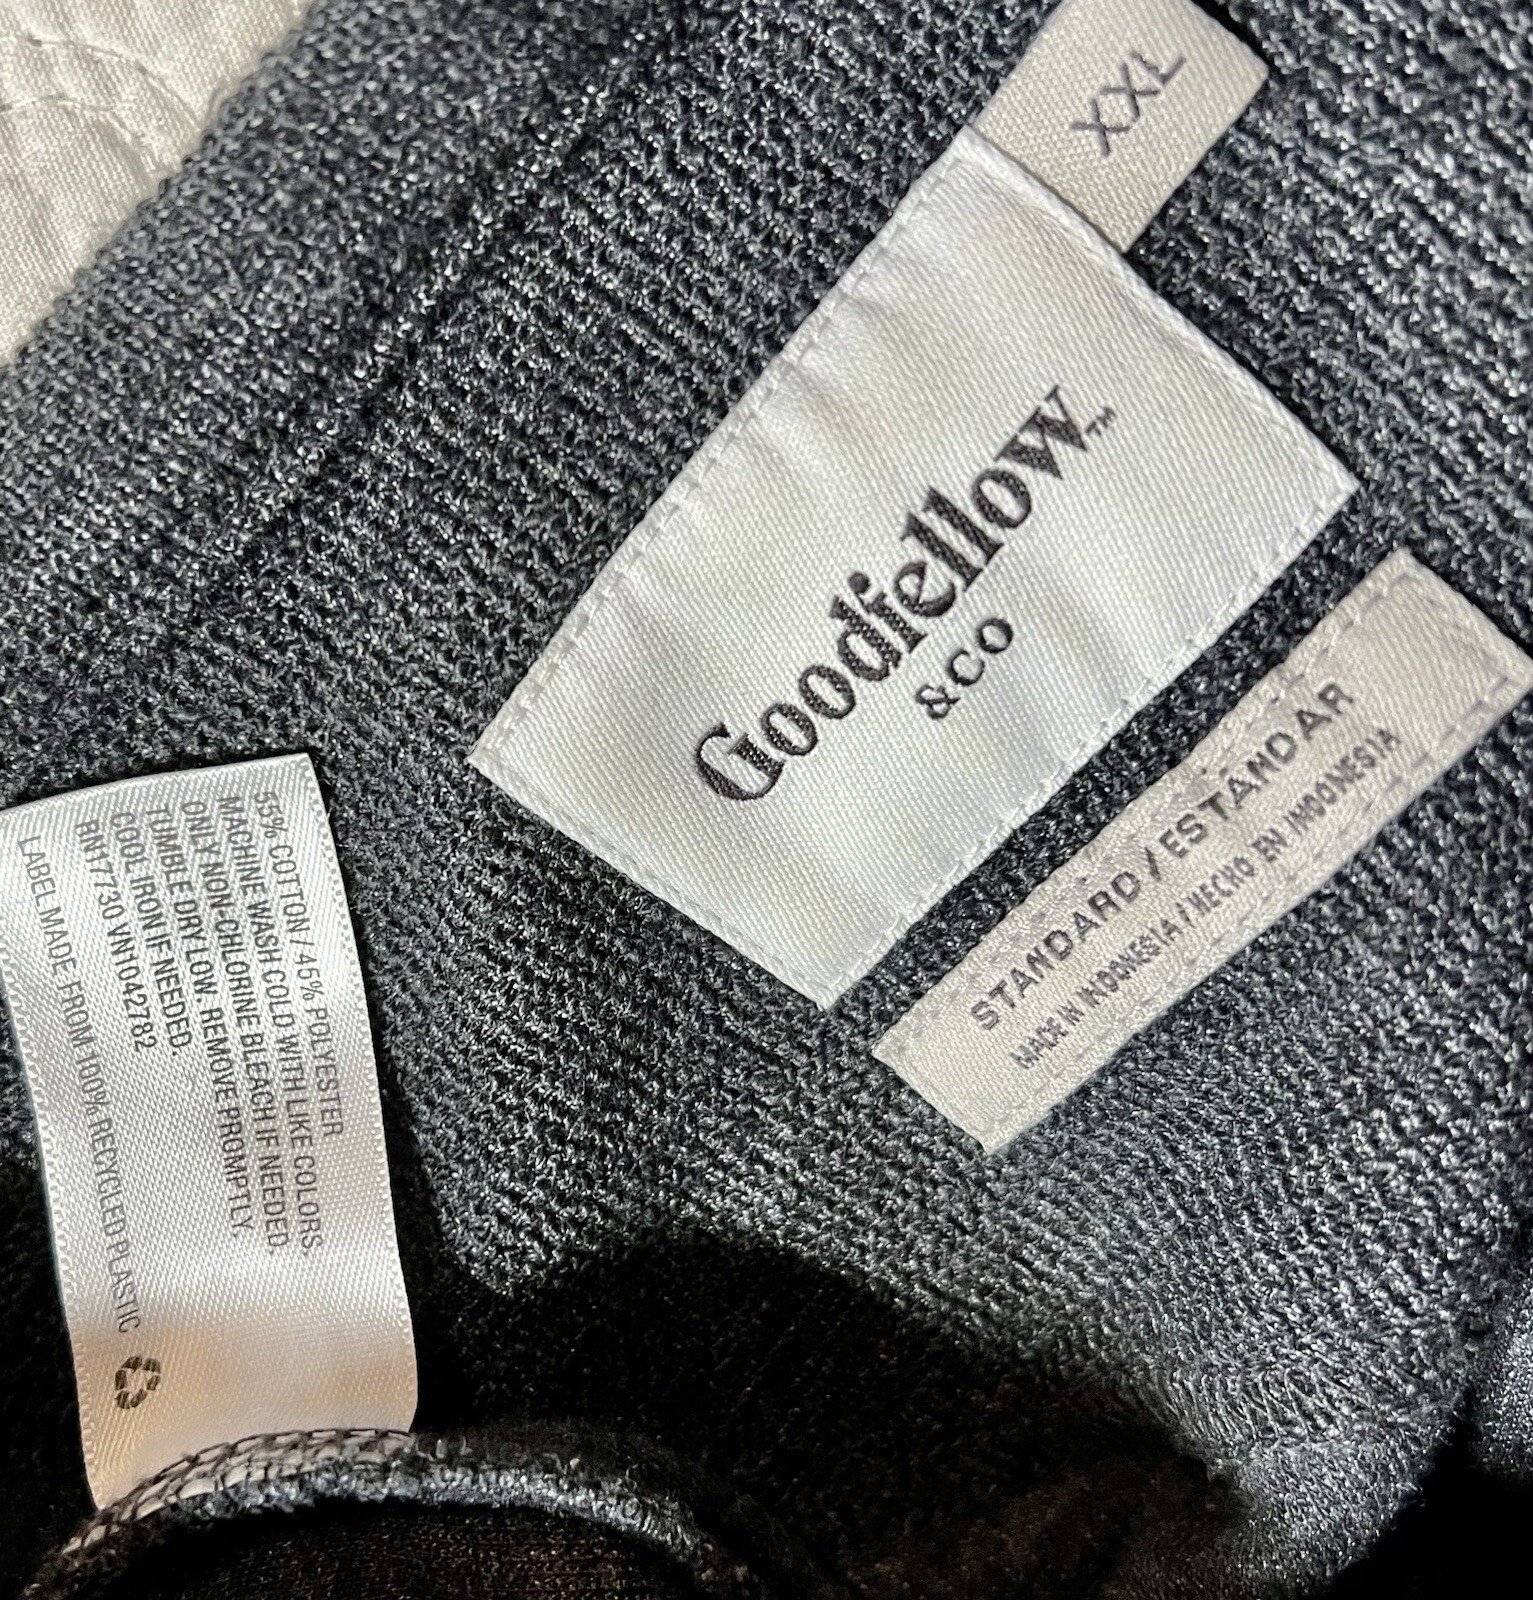 XXL
Goodfellow™
& CO
STANDARD / ESTANDAR
MADE IN INDONESIA / HECHO EN INDONESIA
55% COTTON / 45% POLYESTER
MACHINE WASH COLD WITH LIKE COLORS.
ONLY NON-CHLORINE BLEACH IF NEEDED.
TUMBLE DRY LOW. REMOVE PROMPTLY.
COOL IRON IF NEEDED.
RN17730 VN1042782
LABEL MADE FROM 100% RECYCLED PLASTIC